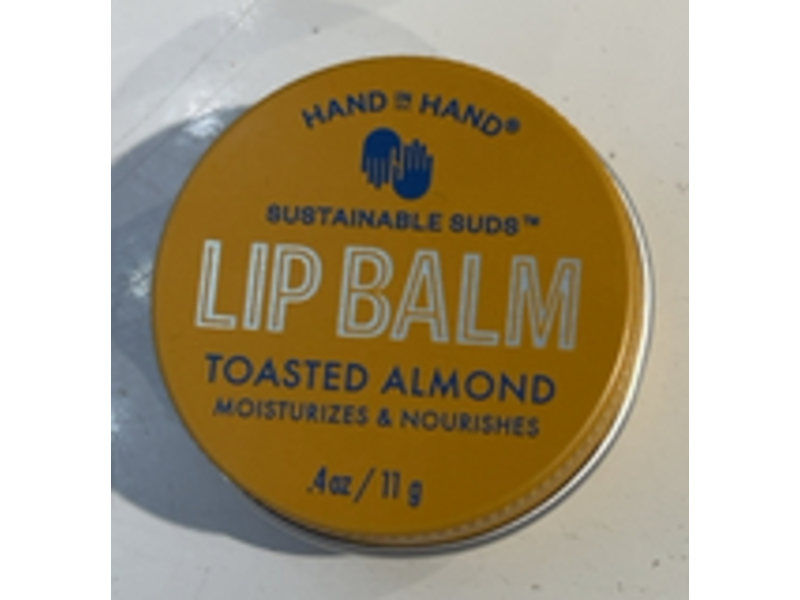 HAND IN HAND®
SUSTAINABLE SUDS™
LIP BALM
TOASTED ALMOND
MOISTURIZES & NOURISHES
.4oz / 11 g